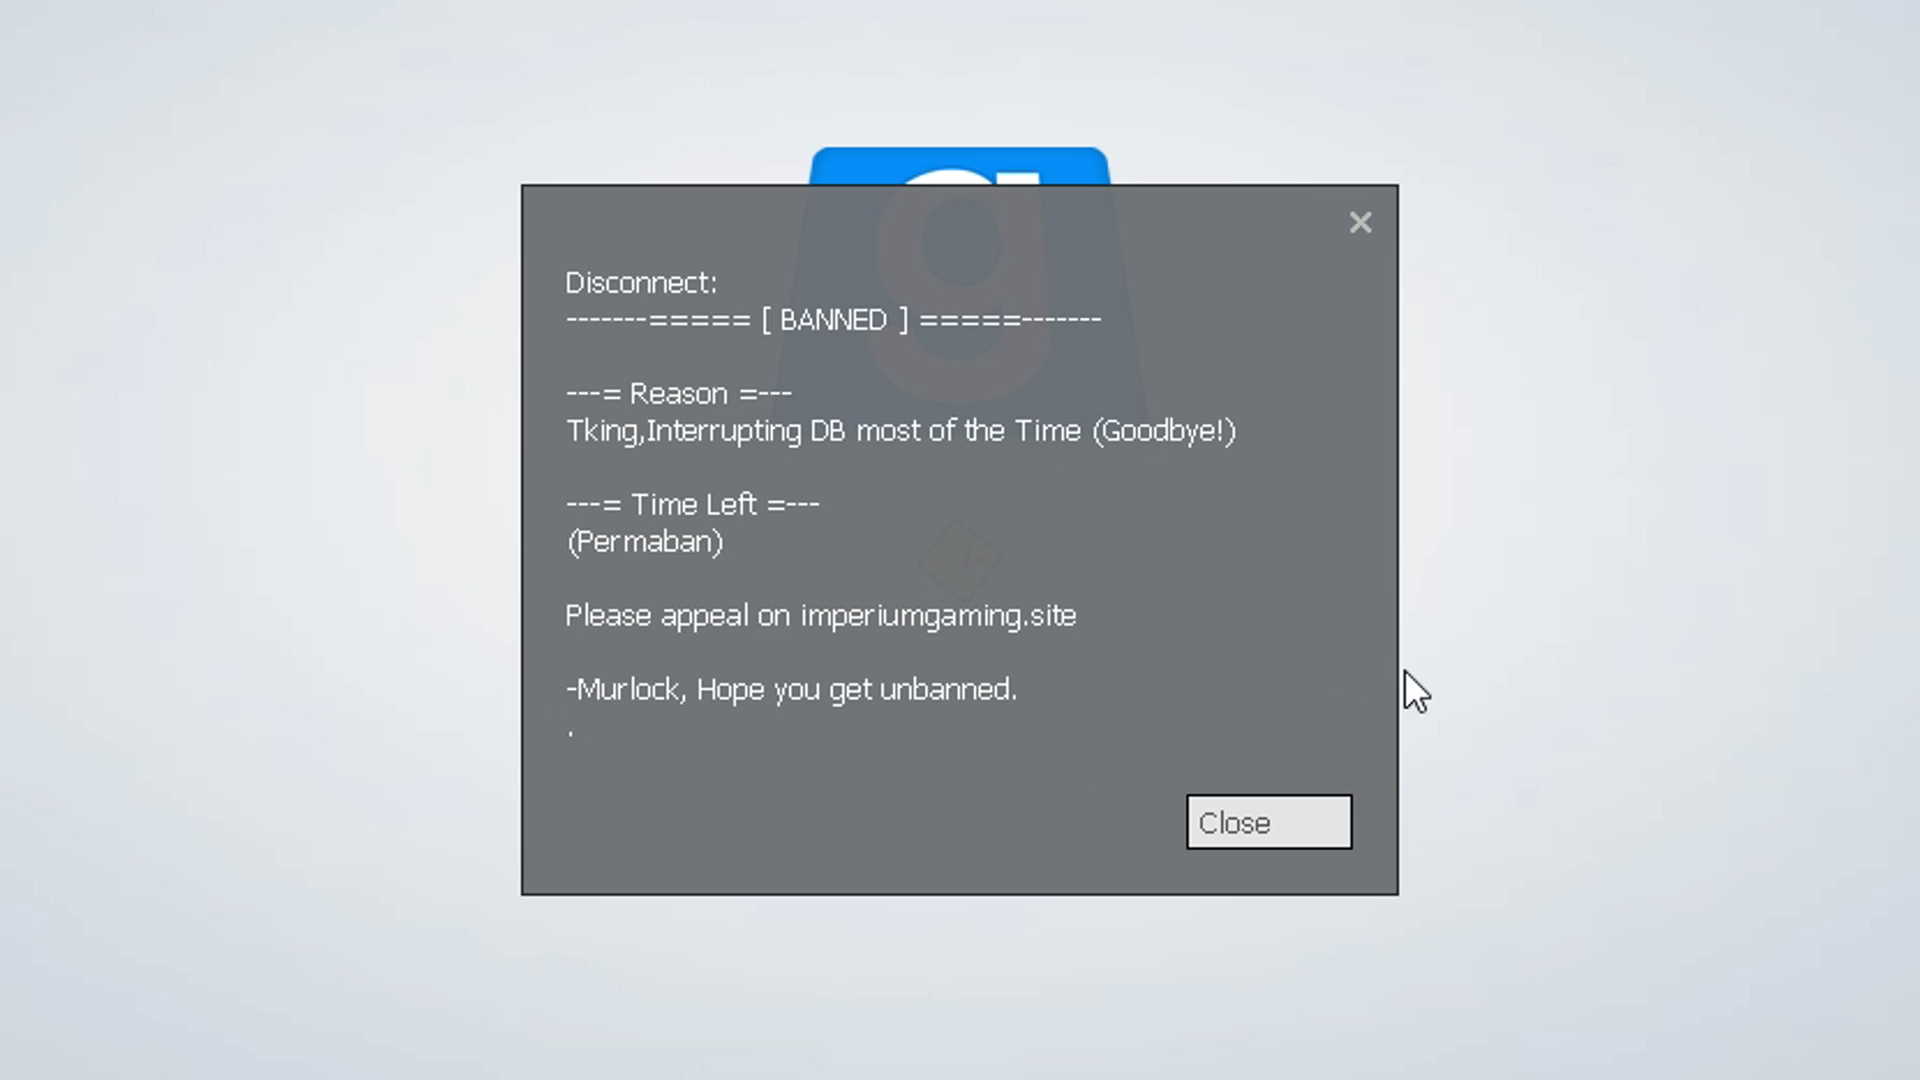 g
Disconnect:
-------===== [ BANNED ] =====-------
---= Reason =---
Tking,Interrupting DB most of the Time (Goodbye!)
---= Time Left =---
(Permaban)
Please appeal on imperiumgaming.site
-Murlock, Hope you get unbanned.
.
Close